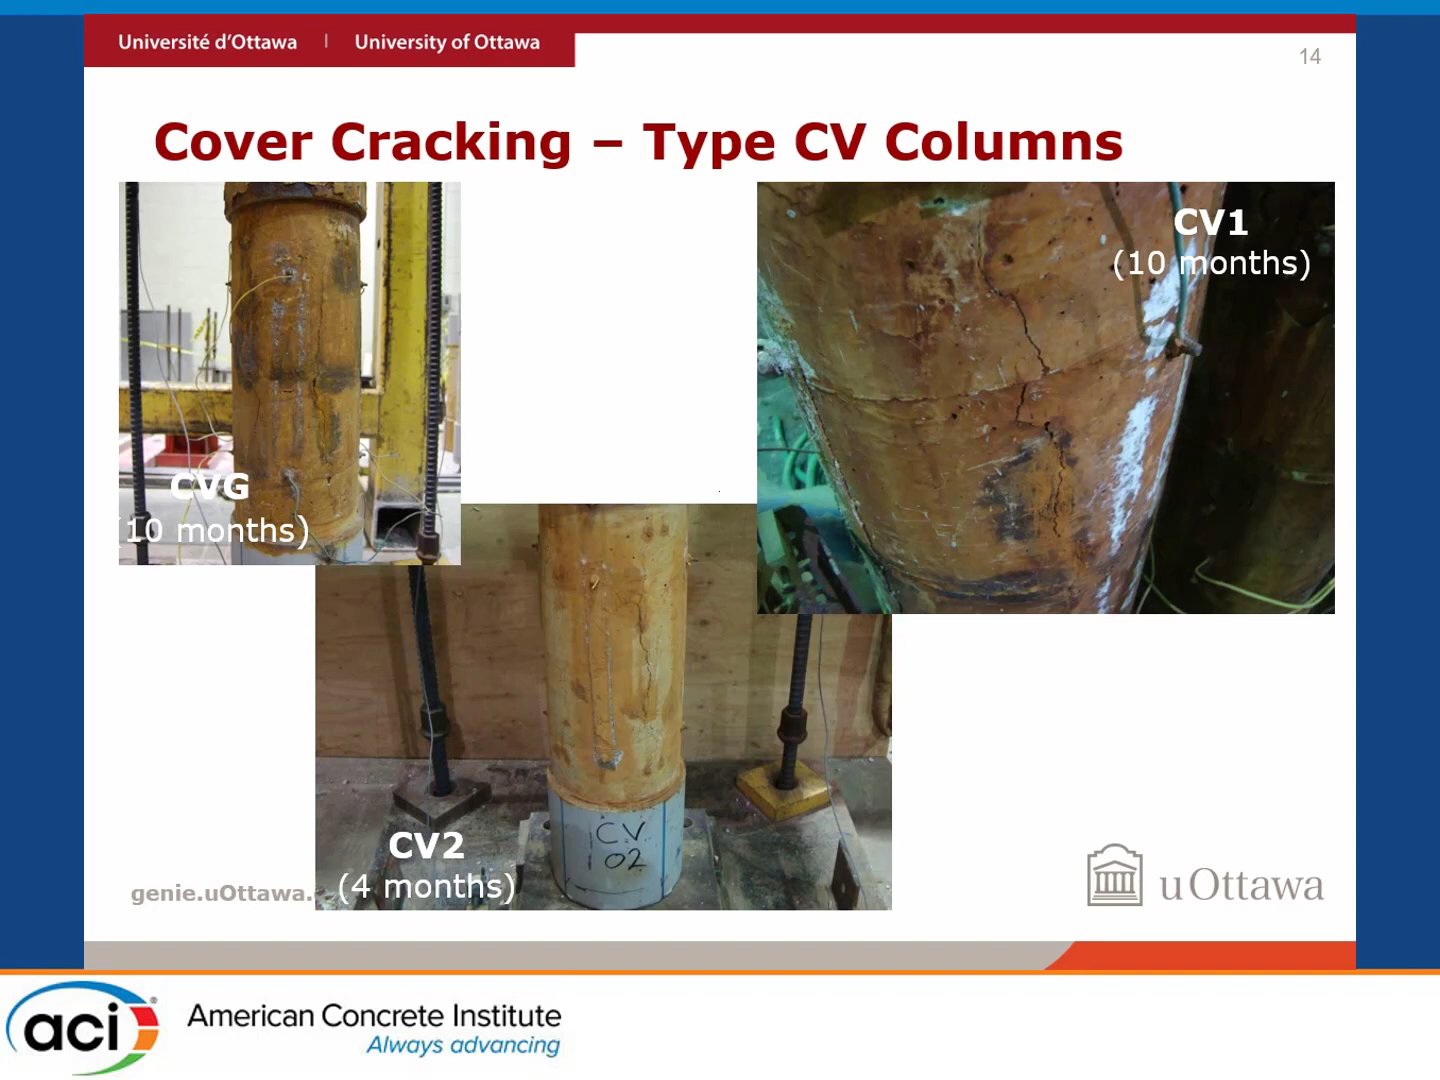 Université d'Ottawa | University of Ottawa
14
Cover Cracking – Type CV Columns
CV1
(10 months)
CVG
(10 months)
CV
02
CV2
(4 months)
genie.uOttawa.
uOttawa
aci®
American Concrete Institute
Always advancing